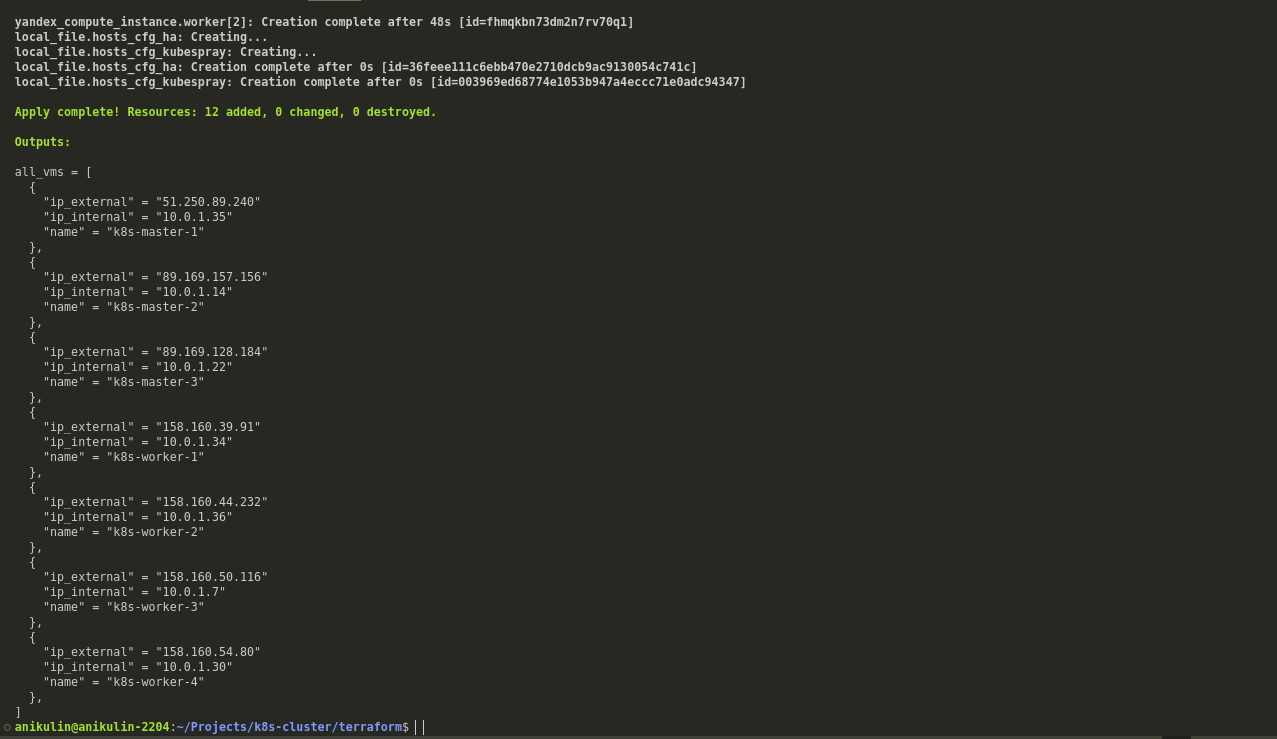 yandex_compute_instance.worker[2]: Creation complete after 48s [id=fhmqkbn73dm2n7rv70q1]
local_file.hosts_cfg_ha: Creating...
local_file.hosts_cfg_kubespray: Creating...
local_file.hosts_cfg_ha: Creation complete after 0s [id=36feee111c6ebb470e2710dcb9ac9130054c741c]
local_file.hosts_cfg_kubespray: Creation complete after 0s [id=003969ed68774e1053b947a4eccc71e0adc94347]

Apply complete! Resources: 12 added, 0 changed, 0 destroyed.

Outputs:

all_vms = [
  {
    "ip_external" = "51.250.89.240"
    "ip_internal" = "10.0.1.35"
    "name" = "k8s-master-1"
  },
  {
    "ip_external" = "89.169.157.156"
    "ip_internal" = "10.0.1.14"
    "name" = "k8s-master-2"
  },
  {
    "ip_external" = "89.169.128.184"
    "ip_internal" = "10.0.1.22"
    "name" = "k8s-master-3"
  },
  {
    "ip_external" = "158.160.39.91"
    "ip_internal" = "10.0.1.34"
    "name" = "k8s-worker-1"
  },
  {
    "ip_external" = "158.160.44.232"
    "ip_internal" = "10.0.1.36"
    "name" = "k8s-worker-2"
  },
  {
    "ip_external" = "158.160.50.116"
    "ip_internal" = "10.0.1.7"
    "name" = "k8s-worker-3"
  },
  {
    "ip_external" = "158.160.54.80"
    "ip_internal" = "10.0.1.30"
    "name" = "k8s-worker-4"
  },
]
anikulin@anikulin-2204:~/Projects/k8s-cluster/terraform$